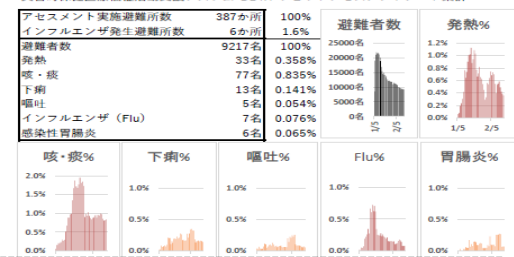 アセスメント実施避難所数 387か所 100%
インフルエンザ発生避難所数 6か所 1.6%
避難者数 9217名 100%
発熱 33名 0.358%
咳・痰 77名 0.835%
下痢 13名 0.141%
嘔吐 5名 0.054%
インフルエンザ（Flu） 7名 0.076%
感染性胃腸炎 6名 0.065%
避難者数
25000名
20000名
15000名
10000名
5000名
0名
1/5 2/5
発熱%
1.2%
1.0%
0.8%
0.6%
0.4%
0.2%
0.0%
1/5 2/5
咳・痰%
2.0%
1.5%
1.0%
0.5%
0.0%
下痢%
1.0%
0.5%
0.0%
嘔吐%
1.0%
0.5%
0.0%
Flu%
1.0%
0.5%
0.0%
胃腸炎%
1.0%
0.5%
0.0%